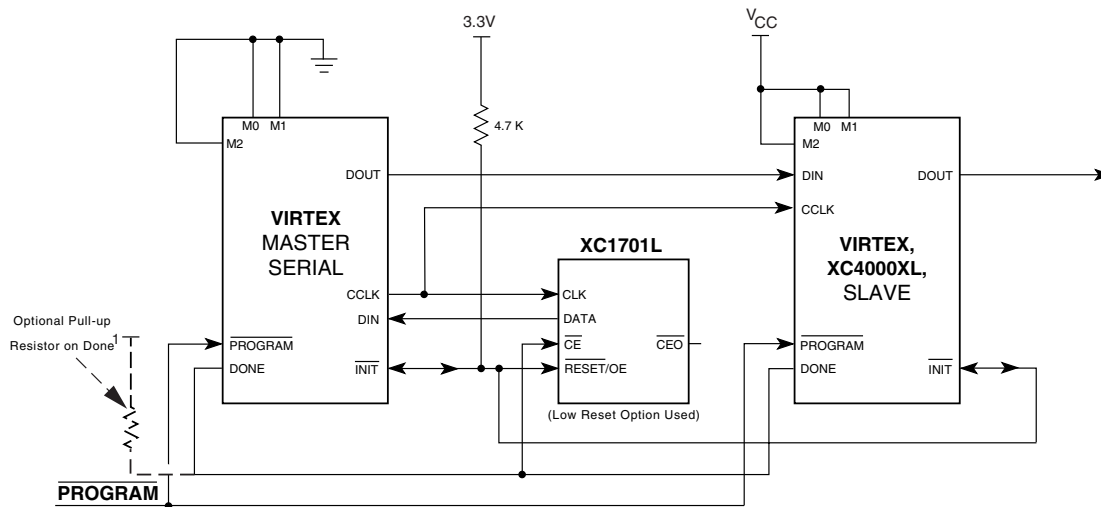 3.3V
VCC
4.7 K
M0 M1
M2
DOUT
VIRTEX
MASTER
SERIAL
CCLK
DIN
PROGRAM
DONE
INIT
XC1701L
CLK
DATA
CE
CEO
RESET/OE
(Low Reset Option Used)
M0 M1
M2
DIN
DOUT
CCLK
VIRTEX,
XC4000XL,
SLAVE
PROGRAM
DONE
INIT
Optional Pull-up
Resistor on Done1
PROGRAM